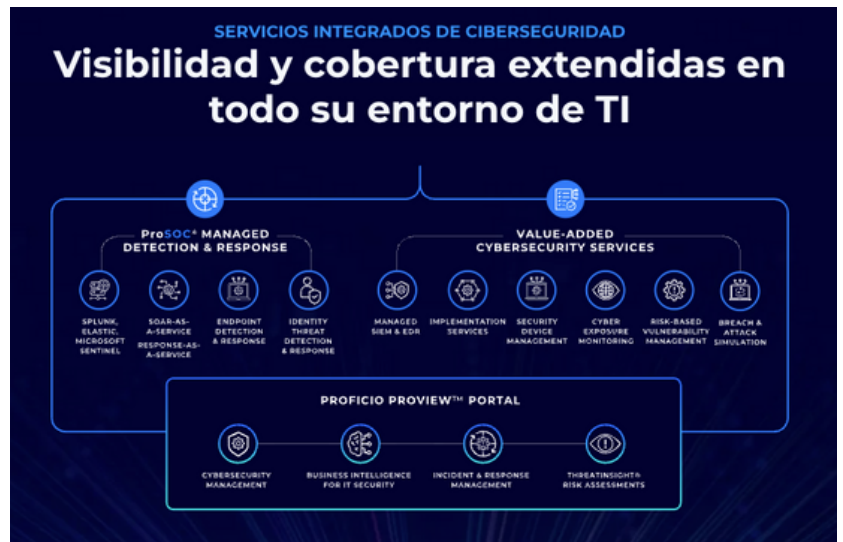 SERVICIOS INTEGRADOS DE CIBERSEGURIDAD
Visibilidad y cobertura extendidas en
todo su entorno de TI
ProSOC® MANAGED
DETECTION & RESPONSE
SPLUNK,
ELASTIC,
MICROSOFT
SENTINEL
SOAR-AS-
A-SERVICE
RESPONSE-AS-
A-SERVICE
ENDPOINT
DETECTION
& RESPONSE
IDENTITY
THREAT
DETECTION
& RESPONSE
VALUE-ADDED
CYBERSECURITY SERVICES
MANAGED
SIEM & EDR
IMPLEMENTATION
SERVICES
SECURITY
DEVICE
MANAGEMENT
CYBER
EXPOSURE
MONITORING
RISK-BASED
VULNERABILITY
MANAGEMENT
BREACH &
ATTACK
SIMULATION
PROFICIO PROVIEW™ PORTAL
CYBERSECURITY
MANAGEMENT
BUSINESS INTELLIGENCE
FOR IT SECURITY
INCIDENT & RESPONSE
MANAGEMENT
THREATINSIGHT®
RISK ASSESSMENTS